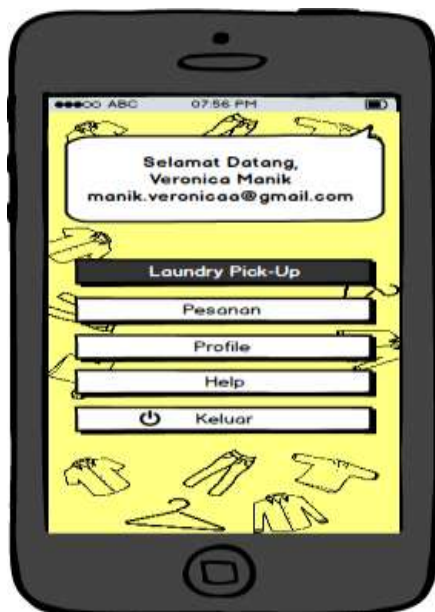 ABC 07:56 PM
Selamat Datang,
Veronica Manik
manik.veronicaa@gmail.com
Laundry Pick-Up
Pesanan
Profile
Help
Keluar